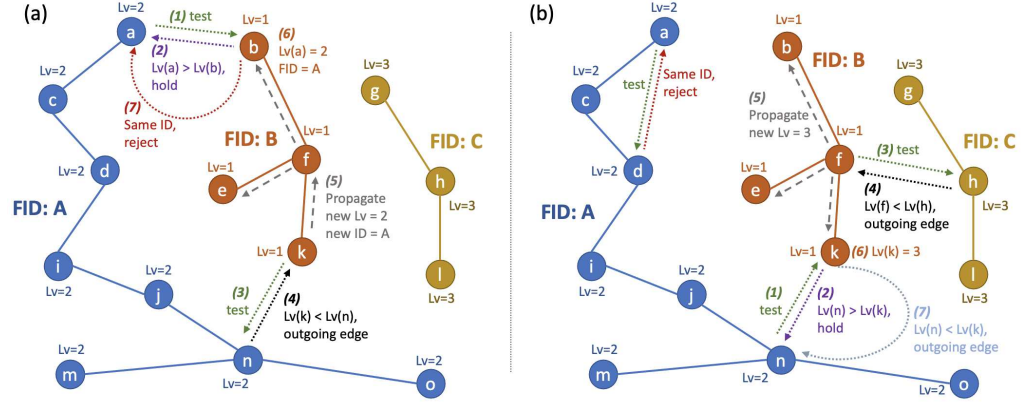 (a)
Lv=2
a
(1) test
(2)
Lv(a) > Lv(b),
hold
Lv=1
b
(6)
Lv(a) = 2
FID = A
Lv=2
c
(7)
Same ID,
reject
Lv=3
g
FID: B
Lv=1
f
FID: C
Lv=2
d
Lv=1
e
(5)
Propagate
new Lv = 2
new ID = A
h
Lv=3
FID: A
i
Lv=2
Lv=2
j
Lv=1
k
(3)
test
(4)
Lv(k) < Lv(n),
outgoing edge
l
Lv=3
Lv=2
m
n
Lv=2
Lv=2
o
(b)
Lv=2
a
test
Same ID,
reject
Lv=1
b
FID: B
Lv=2
c
Lv=3
g
(5)
Propagate
new Lv = 3
Lv=1
f
(3) test
FID: C
Lv=2
d
Lv=1
e
(4)
Lv(f) < Lv(h),
outgoing edge
h
Lv=3
FID: A
i
Lv=2
Lv=2
j
Lv=1
k
(6) Lv(k) = 3
(1)
test
(2)
Lv(n) > Lv(k),
hold
(7)
Lv(n) < Lv(k),
outgoing edge
l
Lv=3
Lv=2
m
n
Lv=2
Lv=2
o